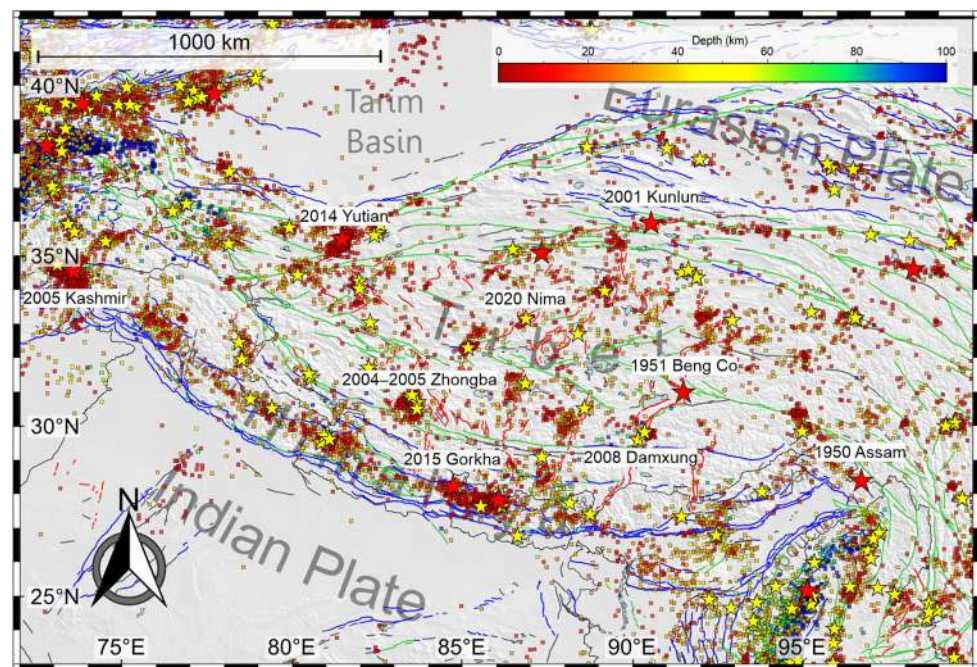 1000 km
Depth (km)
0 20 40 60 80 100
40°N
Tarim
Basin
Eurasian Plate
2001 Kunlun
2014 Yutian
35°N
2005 Kashmir
2020 Nima
Tibet
1951 Beng Co
2004–2005 Zhongba
30°N
2015 Gorkha
2008 Damxung
1950 Assam
Himalaya
Indian Plate
N
25°N
75°E 80°E 85°E 90°E 95°E